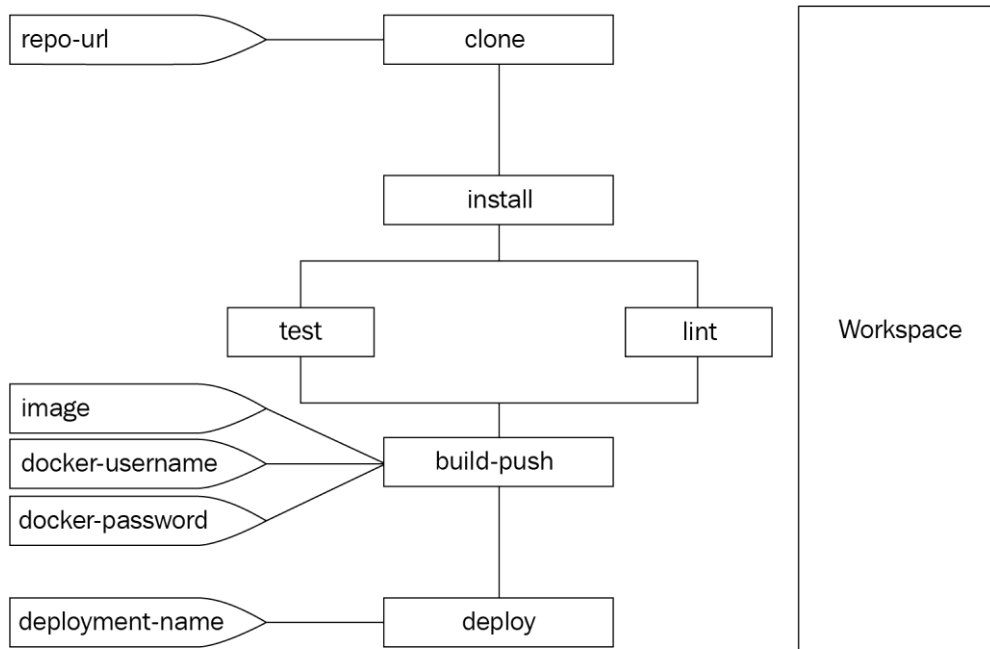 repo-url
clone
install
test
lint
Workspace
image
docker-username
build-push
docker-password
deployment-name
deploy